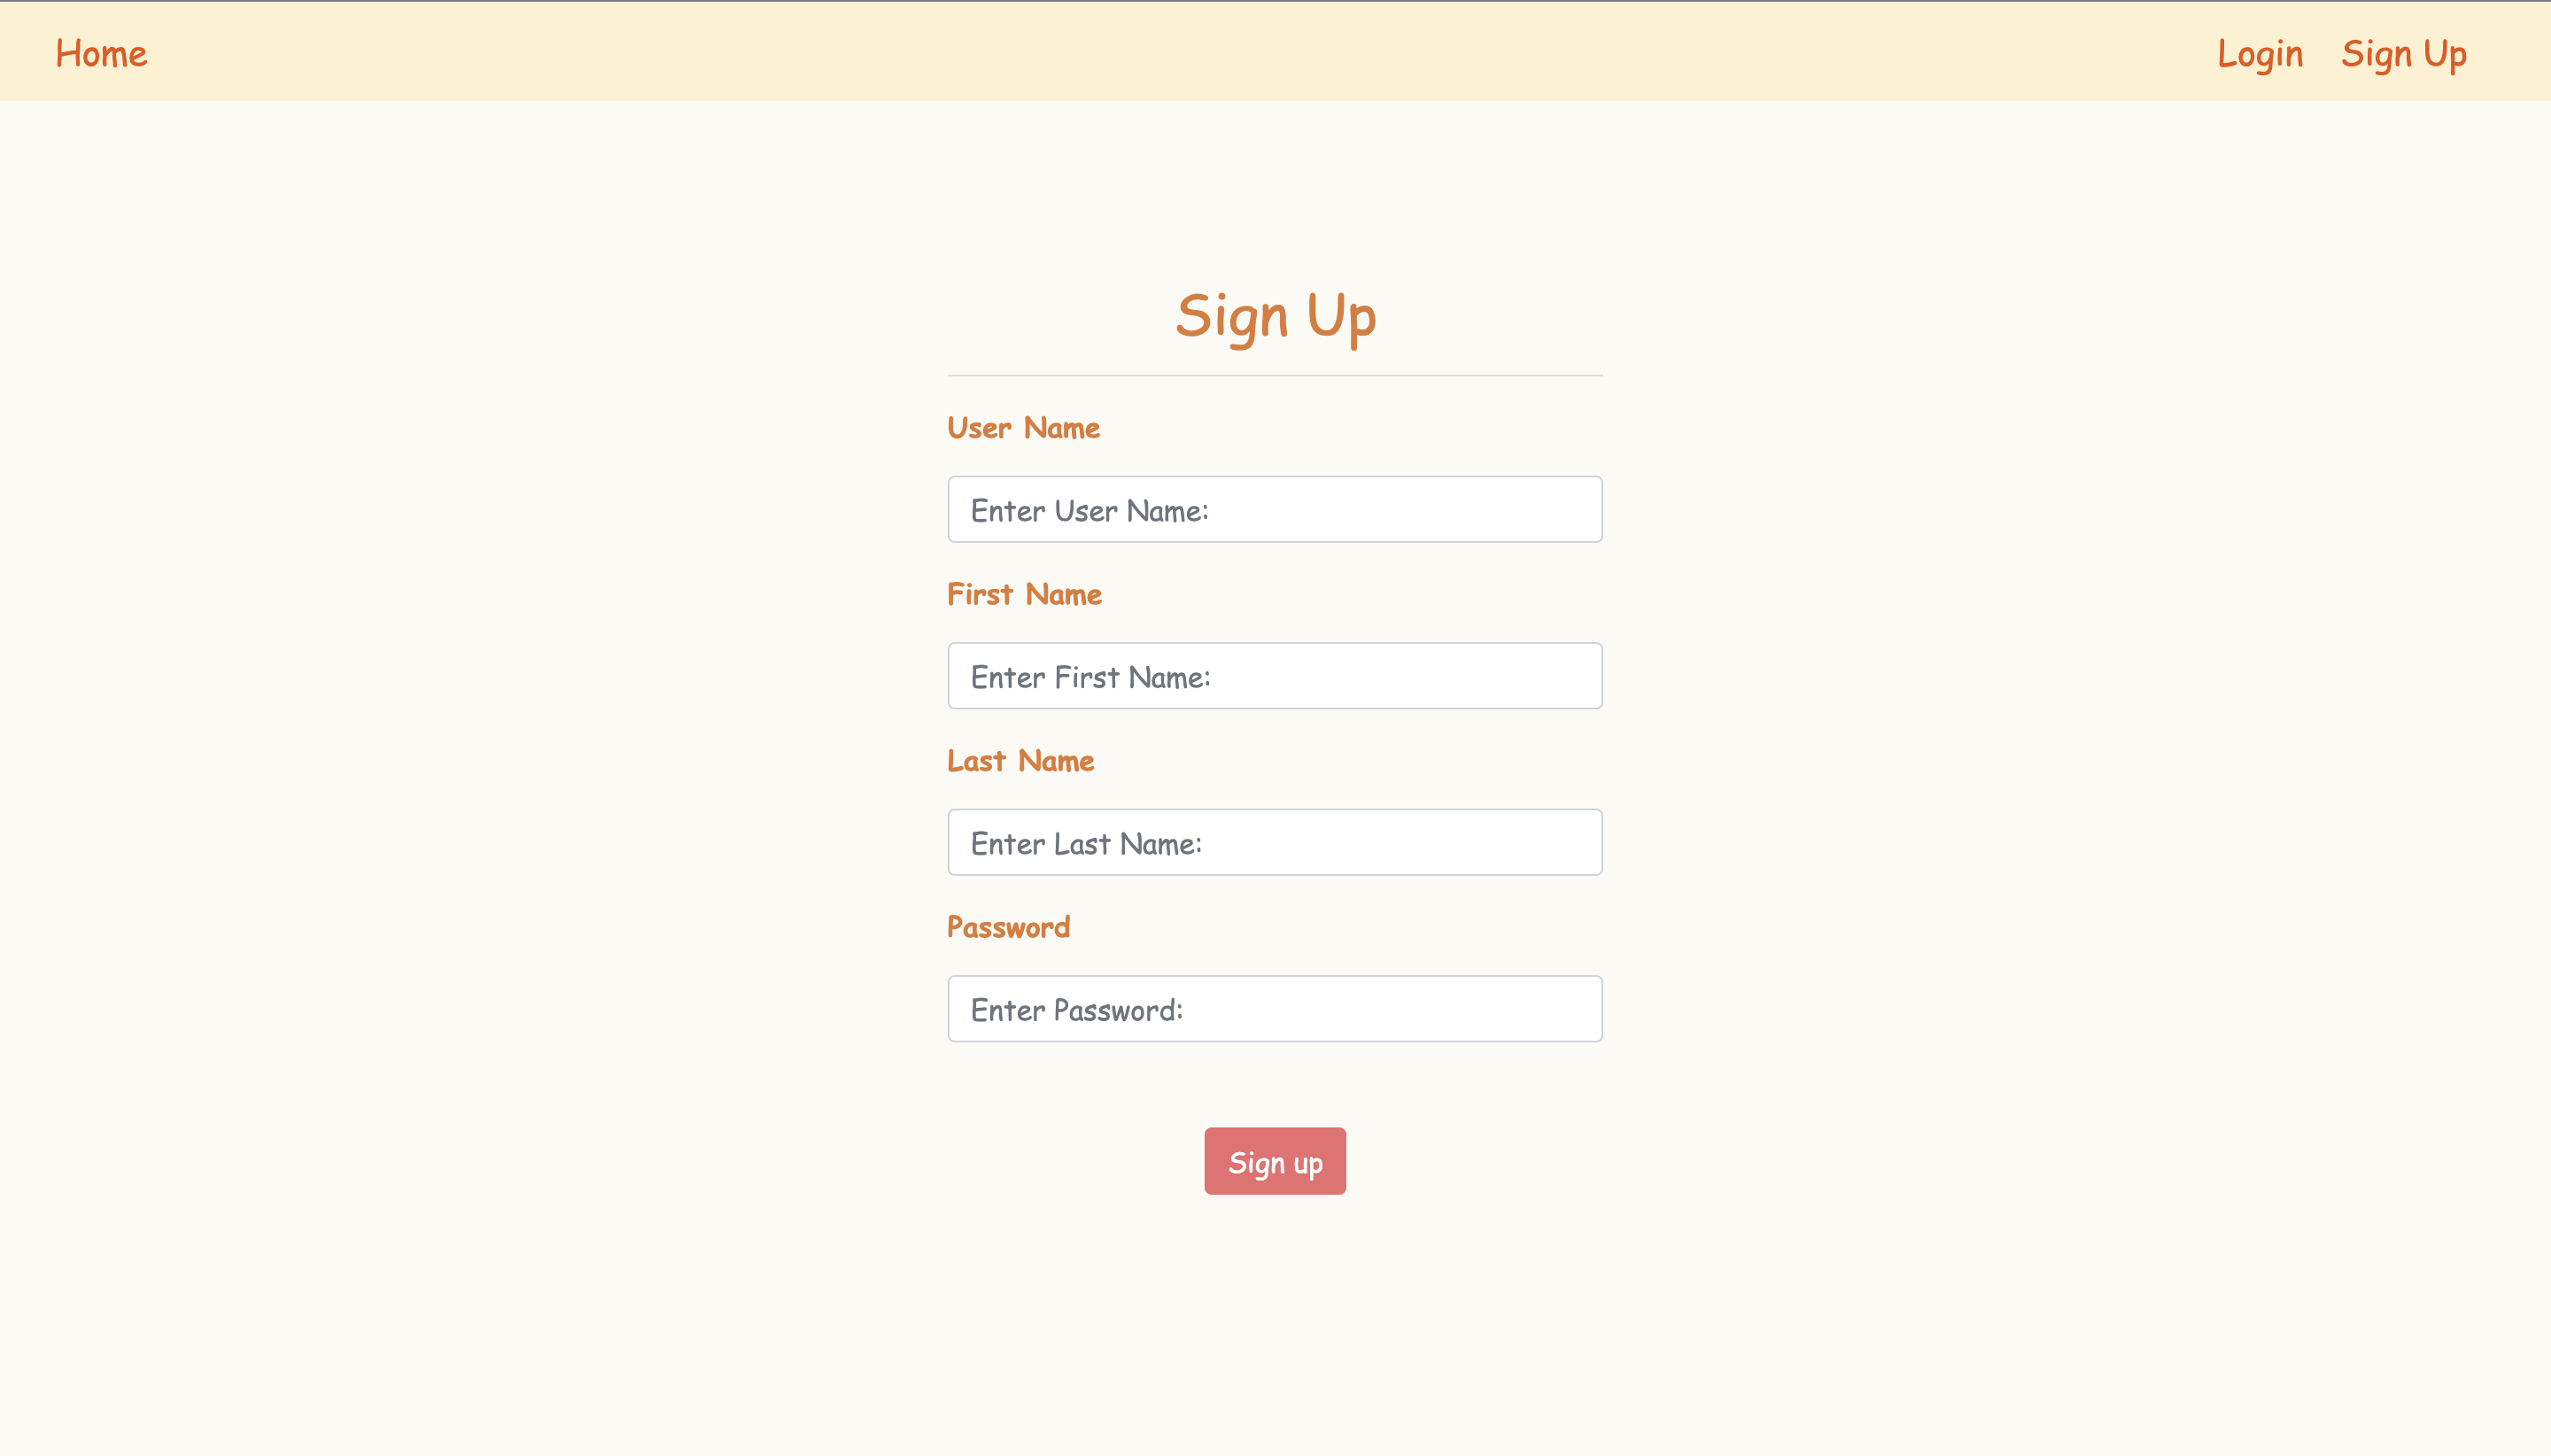 Home Login Sign Up
Sign Up
User Name
Enter User Name:
First Name
Enter First Name:
Last Name
Enter Last Name:
Password
Enter Password:
Sign up